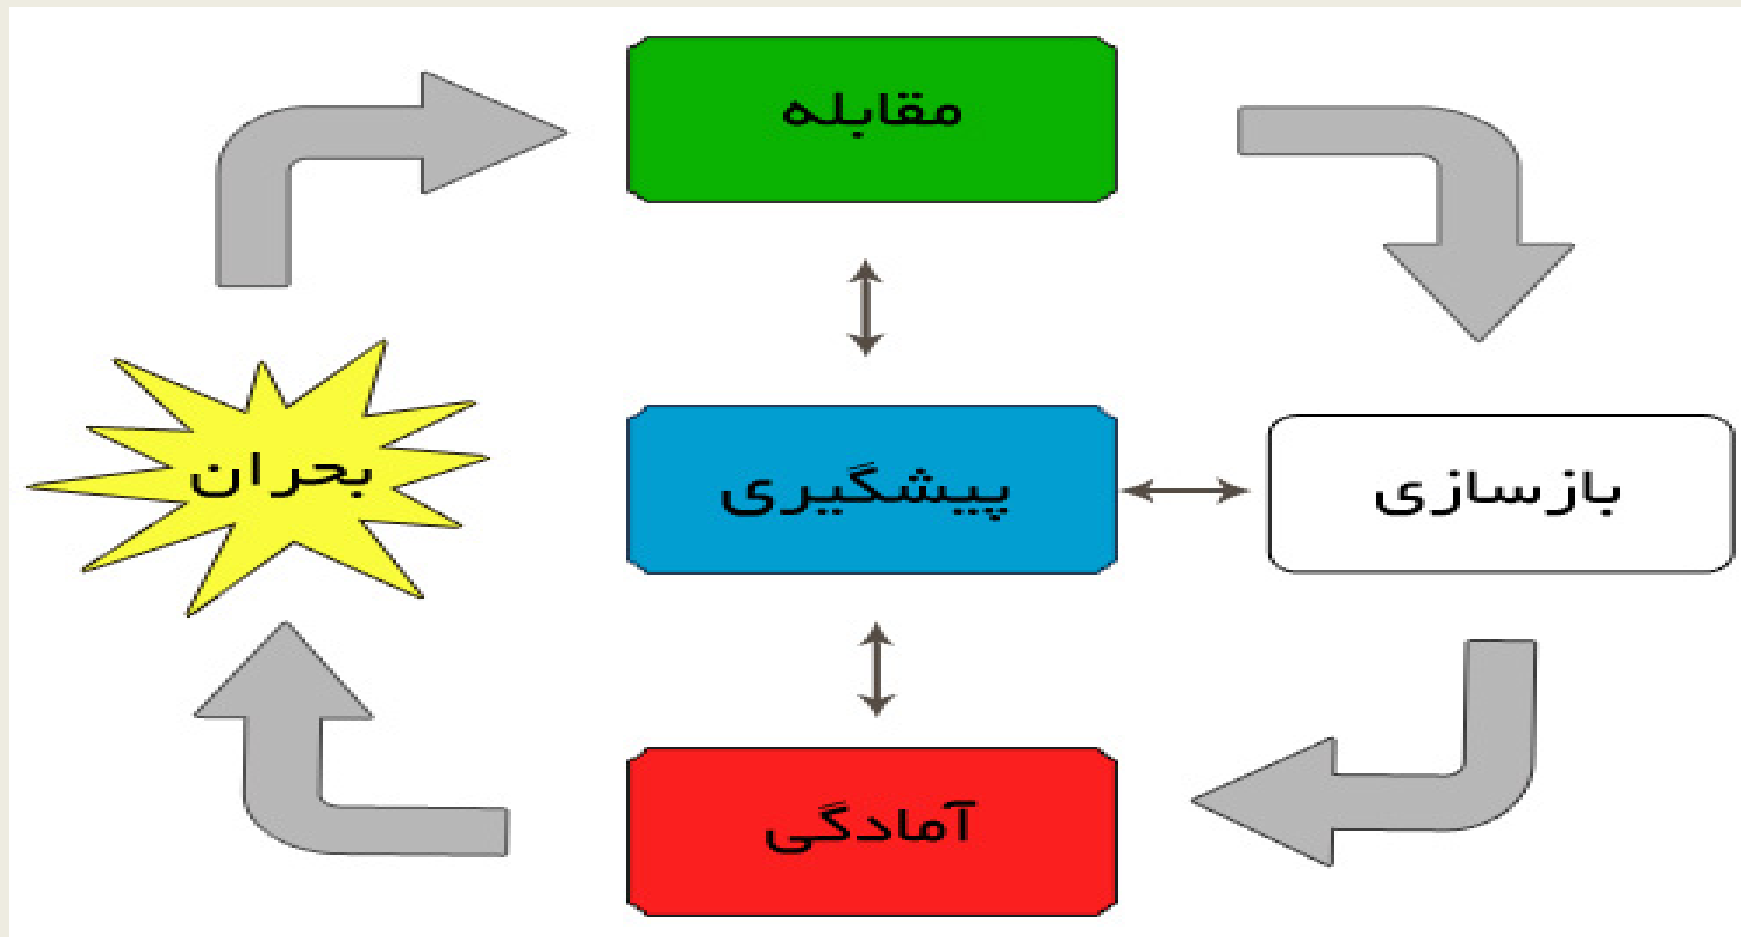 مقابله
بحران
پیشگیری
بازسازی
آمادگی